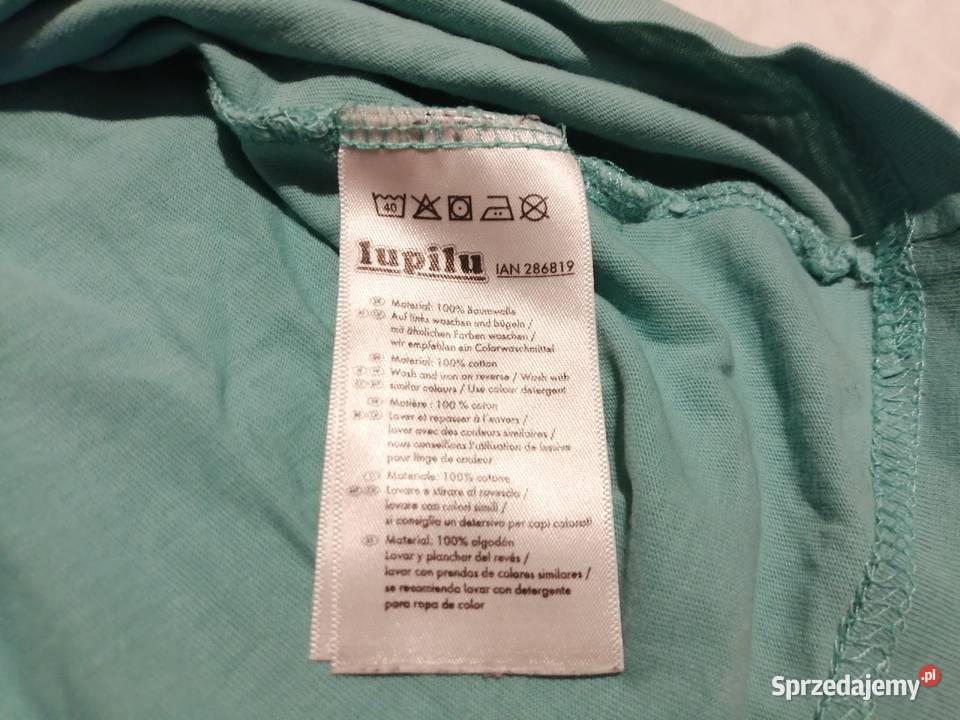 40
lupilu IAN 286819
Material: 100% Baumwolle
Auf links waschen und bügeln /
mit ähnlichen Farben waschen /
wir empfehlen ein Colorwaschmittel
Material: 100% cotton
Wash and iron on reverse / Wash with
similar colours / Use colour detergent
Matière : 100 % coton
Laver et repasser à l'envers /
laver avec des couleurs similaires /
nous conseillons l'utilisation de lessive
pour linge de couleur
Materiale: 100% cotone
Lavare e stirare al rovescio /
lavare con colori simili /
si consiglia un detersivo per capi colorati
Material: 100% algodón
Lavar y planchar del revés /
lavar con prendas de colores similares /
se recomienda lavar con detergente
para ropa de color
Sprzedajemy.pl